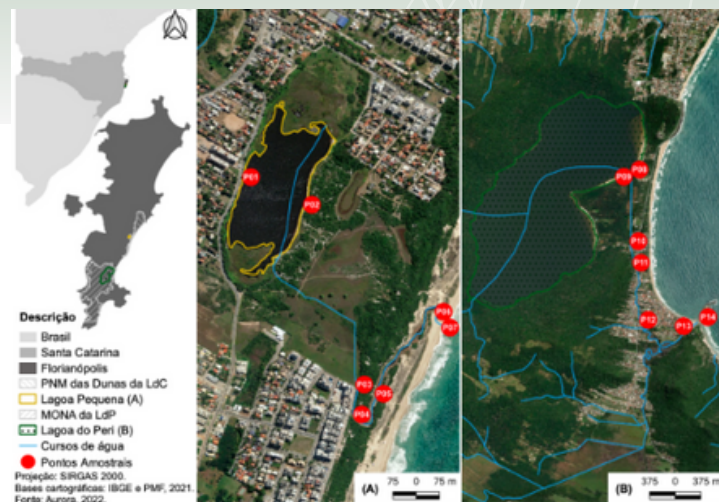 Descrição
Brasil
Santa Catarina
Florianópolis
PNM das Dunas da LdC
Lagoa Pequena (A)
MONA da LdP
Lagoa do Peri (B)
Cursos de água
Pontos Amostrais
Projeção: SIRGAS 2000.
Bases cartográficas: IBGE e PMF, 2021.
Fonte: Aurora, 2022.
P01
P02
P03
P04
P05
P06
P07
(A)
75 0 75 m
P09
P08
P10
P11
P12
P13
P14
(B)
375 0 375 m